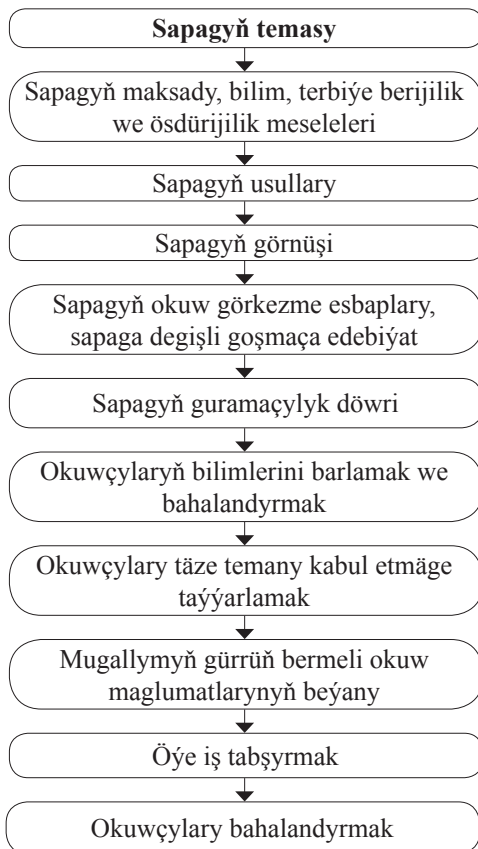 Sapagyň temasy
Sapagyň maksady, bilim, terbiýe berijilik
we ösdürijilik meseleleri
Sapagyň usullary
Sapagyň görnüşi
Sapagyň okuw görkezme esbaplary,
sapaga degişli goşmaça edebiýat
Sapagyň guramaçylyk döwri
Okuwçylaryň bilimlerini barlamak we
bahalandyrmak
Okuwçylary täze temany kabul etmäge
taýýarlamak
Mugallymyň gürrüň bermeli okuw
maglumatlarynyň beýany
Öýe iş tabşyrmak
Okuwçylary bahalandyrmak